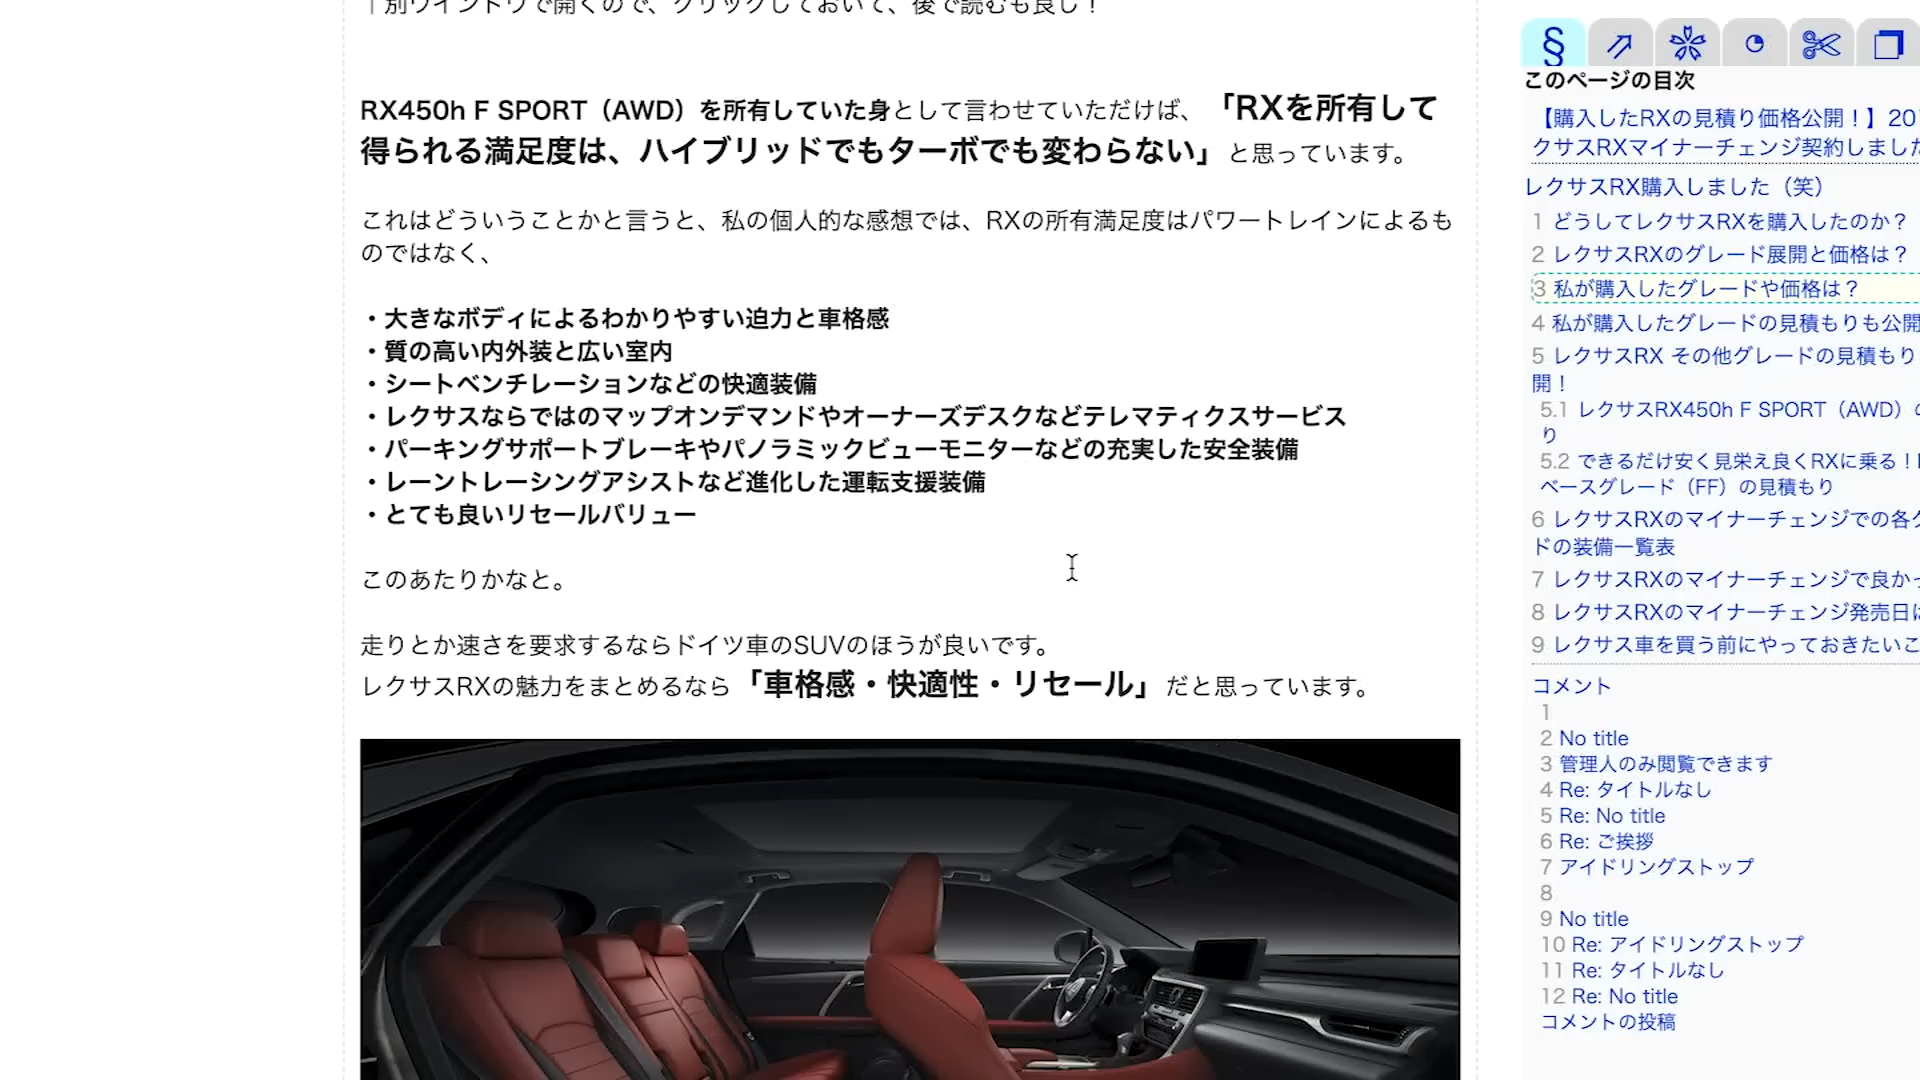 ｜別ウインドウで開くので、クリックしておいて、後で読むも良し！
RX450h F SPORT（AWD）を所有していた身として言わせていただけば、「RXを所有して
得られる満足度は、ハイブリッドでもターボでも変わらない」と思っています。
これはどういうことかと言うと、私の個人的な感想では、RXの所有満足度はパワートレインによるも
のではなく、
・大きなボディによるわかりやすい迫力と車格感
・質の高い内外装と広い室内
・シートベンチレーションなどの快適装備
・レクサスならではのマップオンデマンドやオーナーズデスクなどテレマティクスサービス
・パーキングサポートブレーキやパノラミックビューモニターなどの充実した安全装備
・レーントレーシングアシストなど進化した運転支援装備
・とても良いリセールバリュー
このあたりかなと。
走りとか速さを要求するならドイツ車のSUVのほうが良いです。
レクサスRXの魅力をまとめるなら「車格感・快適性・リセール」だと思っています。
§
このページの目次
【購入したRXの見積り価格公開！】20
クサスRXマイナーチェンジ契約しました
レクサスRX購入しました（笑）
1 どうしてレクサスRXを購入したのか？
2 レクサスRXのグレード展開と価格は？
3 私が購入したグレードや価格は？
4 私が購入したグレードの見積もりも公開
5 レクサスRX その他グレードの見積もり
開！
5.1 レクサスRX450h F SPORT（AWD）の
り
5.2 できるだけ安く見栄え良くRXに乗る！
ベースグレード（FF）の見積もり
6 レクサスRXのマイナーチェンジでの各グ
ドの装備一覧表
7 レクサスRXのマイナーチェンジで良かっ
8 レクサスRXのマイナーチェンジ発売日は
9 レクサス車を買う前にやっておきたいこ
コメント
1
2 No title
3 管理人のみ閲覧できます
4 Re: タイトルなし
5 Re: No title
6 Re: ご挨拶
7 アイドリングストップ
8
9 No title
10 Re: アイドリングストップ
11 Re: タイトルなし
12 Re: No title
コメントの投稿